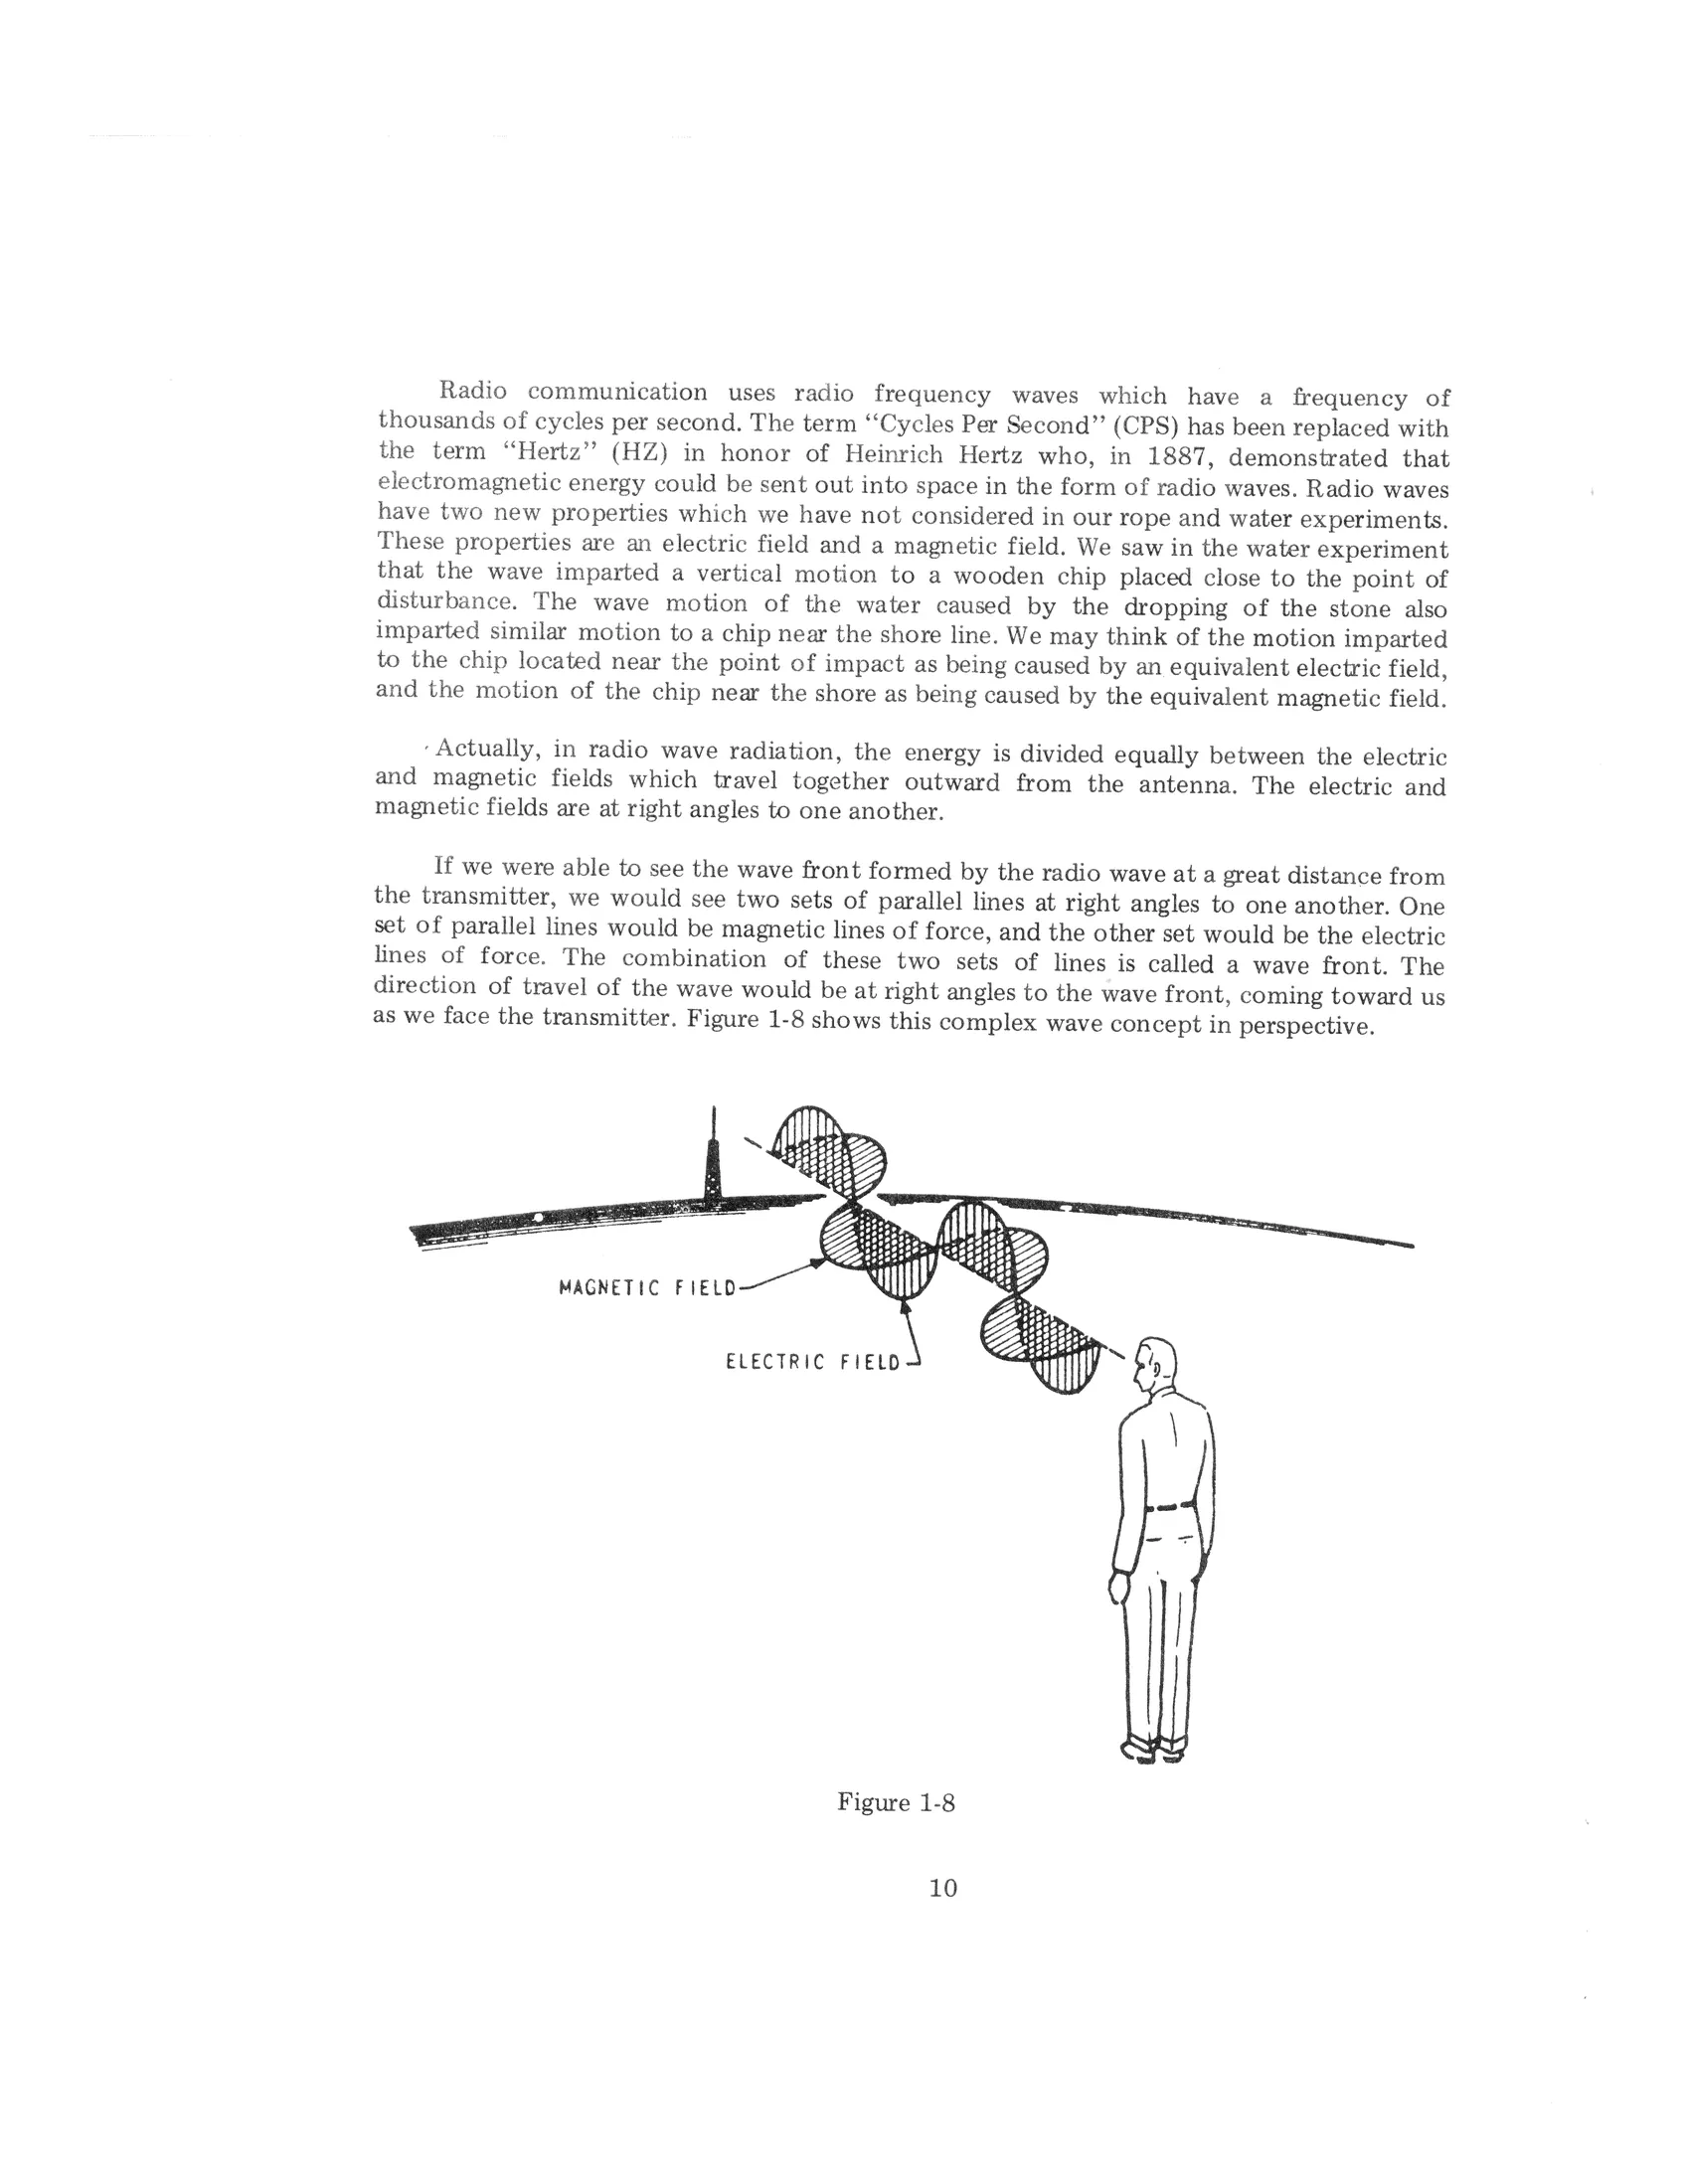 Radio communication uses radio frequency waves which have a frequency of
thousands of cycles per second. The term “Cycles Per Second” (CPS) has been replaced with
the term “Hertz” (HZ) in honor of Heinrich Hertz who, in 1887, demonstrated that
electromagnetic energy could be sent out into space in the form of radio waves. Radio waves
have two new properties which we have not considered in our rope and water experiments.
These properties are an electric field and a magnetic field. We saw in the water experiment
that the wave imparted a vertical motion to a wooden chip placed close to the point of
disturbance. The wave motion of the water caused by the dropping of the stone also
imparted similar motion to a chip near the shore line. We may think of the motion imparted
to the chip located near the point of impact as being caused by an equivalent electric field,
and the motion of the chip near the shore as being caused by the equivalent magnetic field.
Actually, in radio wave radiation, the energy is divided equally between the electric
and magnetic fields which travel together outward from the antenna. The electric and
magnetic fields are at right angles to one another.
If we were able to see the wave front formed by the radio wave at a great distance from
the transmitter, we would see two sets of parallel lines at right angles to one another. One
set of parallel lines would be magnetic lines of force, and the other set would be the electric
lines of force. The combination of these two sets of lines is called a wave front. The
direction of travel of the wave would be at right angles to the wave front, coming toward us
as we face the transmitter. Figure 1-8 shows this complex wave concept in perspective.
MAGNETIC FIELD
ELECTRIC FIELD
Figure 1-8
10